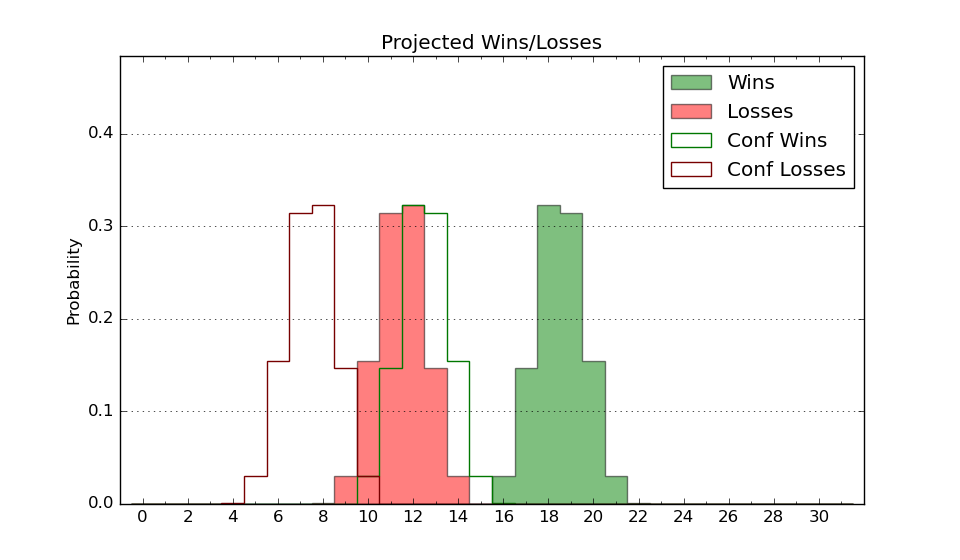 Projected Wins/Losses
Wins
Losses
Conf Wins
Conf Losses
Probability
0.4
0.3
0.2
0.1
0.0
0 2 4 6 8 10 12 14 16 18 20 22 24 26 28 30